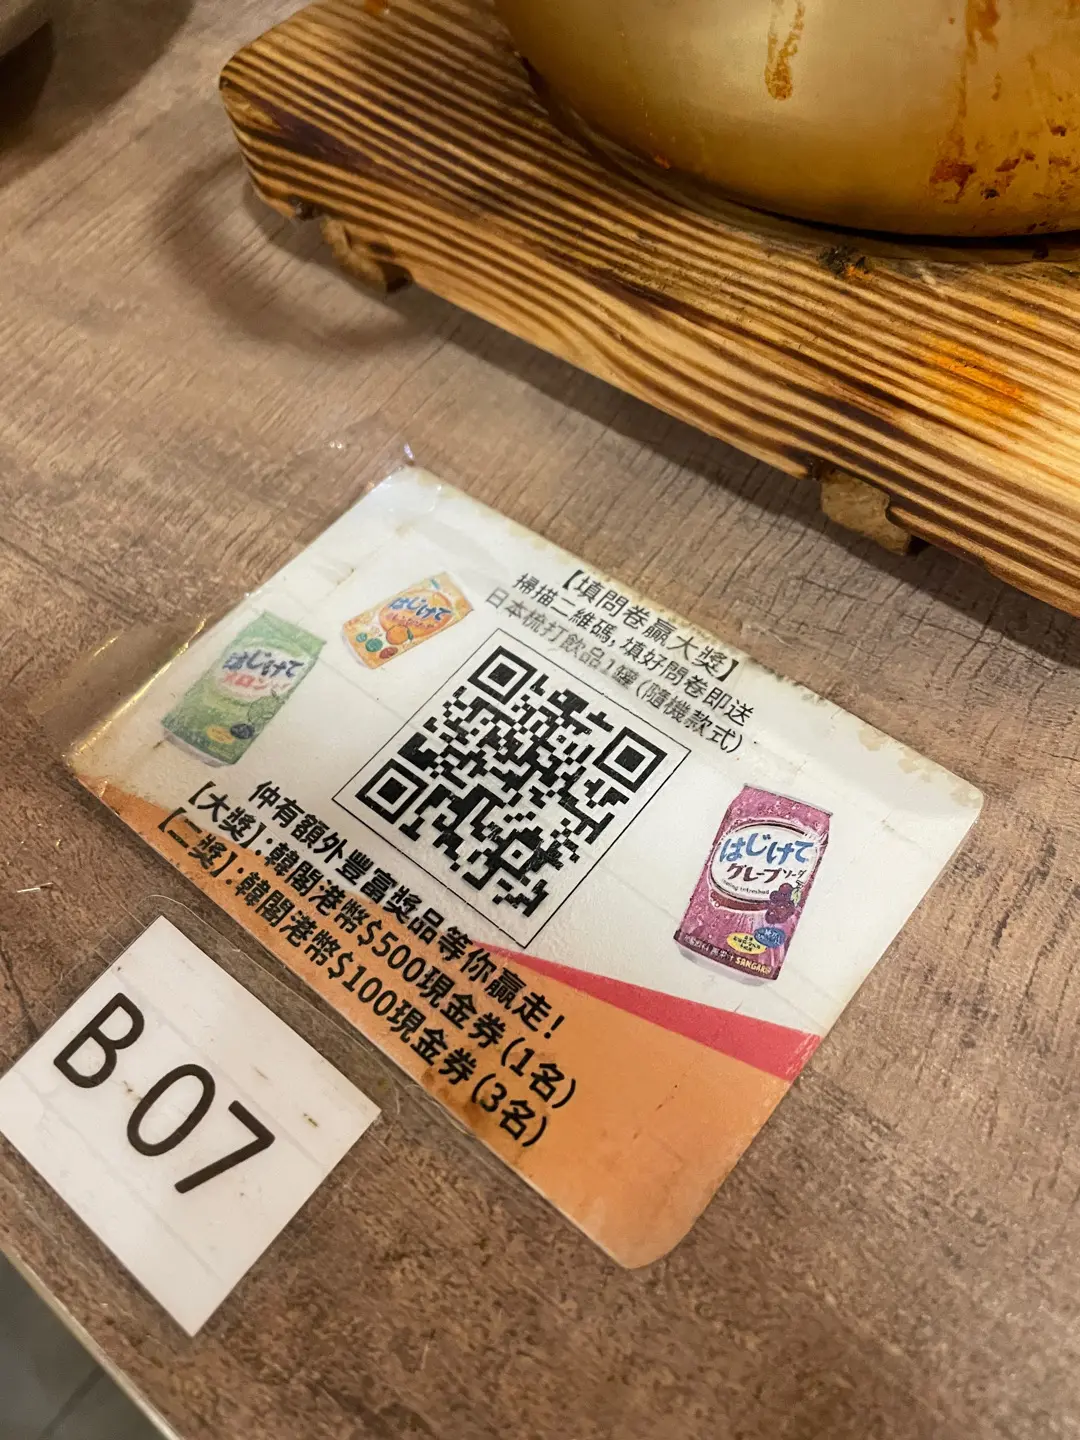 【填問卷贏大獎】
掃描二維碼, 填好問卷即送
日本梳打飲品1罐 (隨機款式)
はじけて
はじけて
メロン
はじけて
グレープソーダ
SANGARIA
仲有額外豐富獎品等你贏走!
【大獎】: 韓閣港幣$500現金券 (1名)
【二獎】: 韓閣港幣$100現金券 (3名)
B 07